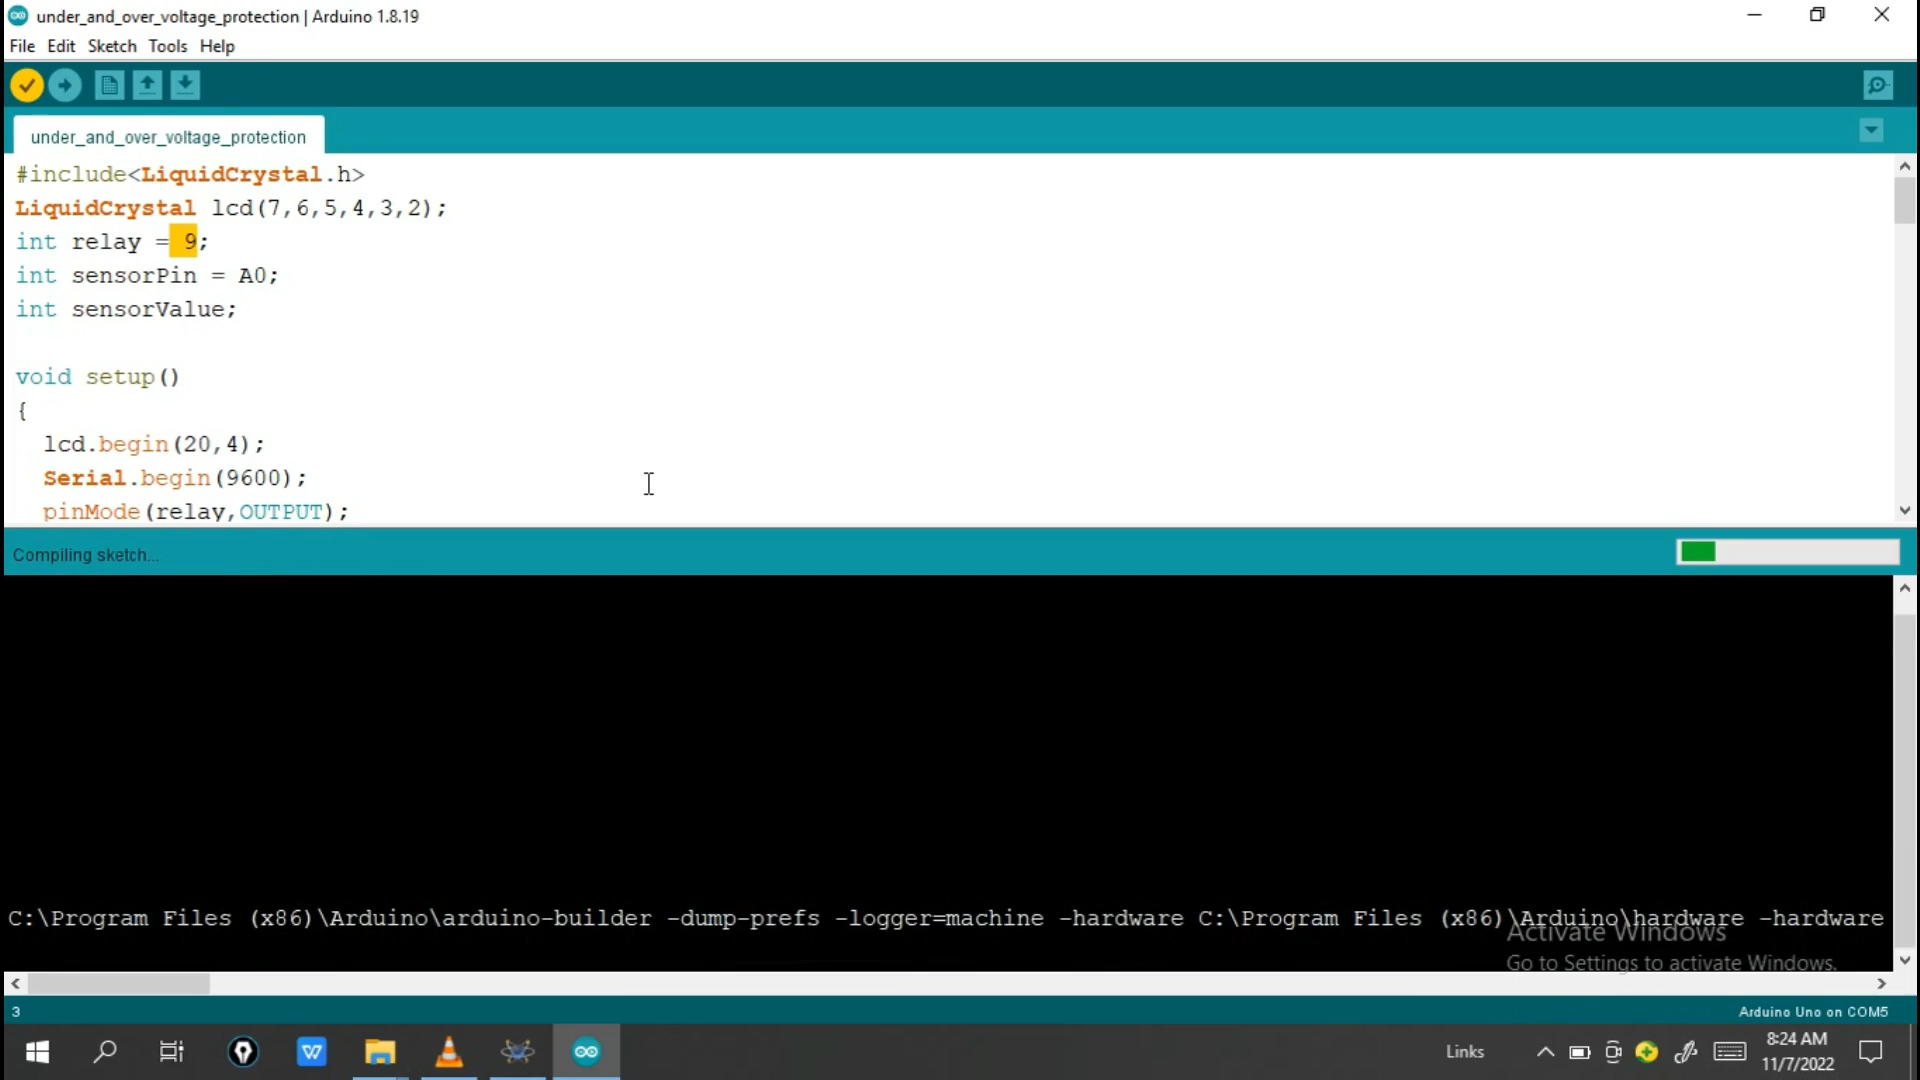 under_and_over_voltage_protection | Arduino 1.8.19
File Edit Sketch Tools Help
under_and_over_voltage_protection
#include<LiquidCrystal.h>
LiquidCrystal lcd(7,6,5,4,3,2);
int relay = 9;
int sensorPin = A0;
int sensorValue;
void setup()
{
lcd.begin(20,4);
Serial.begin(9600);
pinMode(relay,OUTPUT);
Compiling sketch...
C:\Program Files (x86)\Arduino\arduino-builder -dump-prefs -logger=machine -hardware C:\Program Files (x86)\Arduino\hardware -hardware
Activate Windows
Go to Settings to activate Windows.
3
Arduino Uno on COM5
W
Links
8:24 AM
11/7/2022